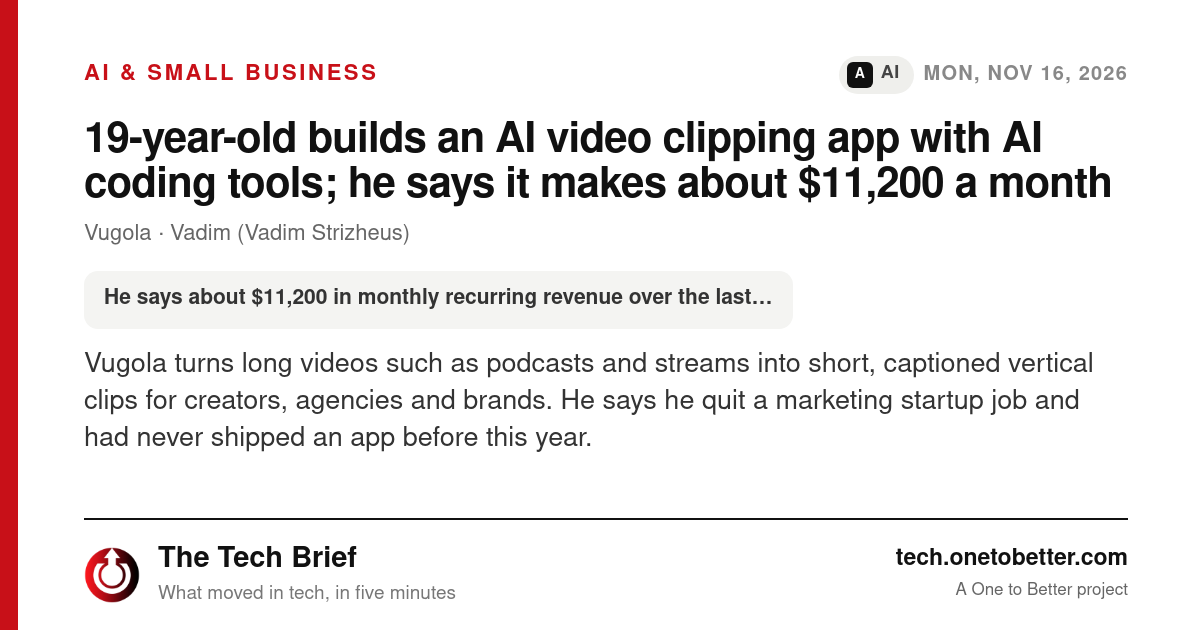 AI & SMALL BUSINESS
A AI MON, NOV 16, 2026
19-year-old builds an AI video clipping app with AI
coding tools; he says it makes about $11,200 a month
Vugola · Vadim (Vadim Strizheus)
He says about $11,200 in monthly recurring revenue over the last…
Vugola turns long videos such as podcasts and streams into short, captioned vertical
clips for creators, agencies and brands. He says he quit a marketing startup job and
had never shipped an app before this year.
The Tech Brief
What moved in tech, in five minutes
tech.onetobetter.com
A One to Better project